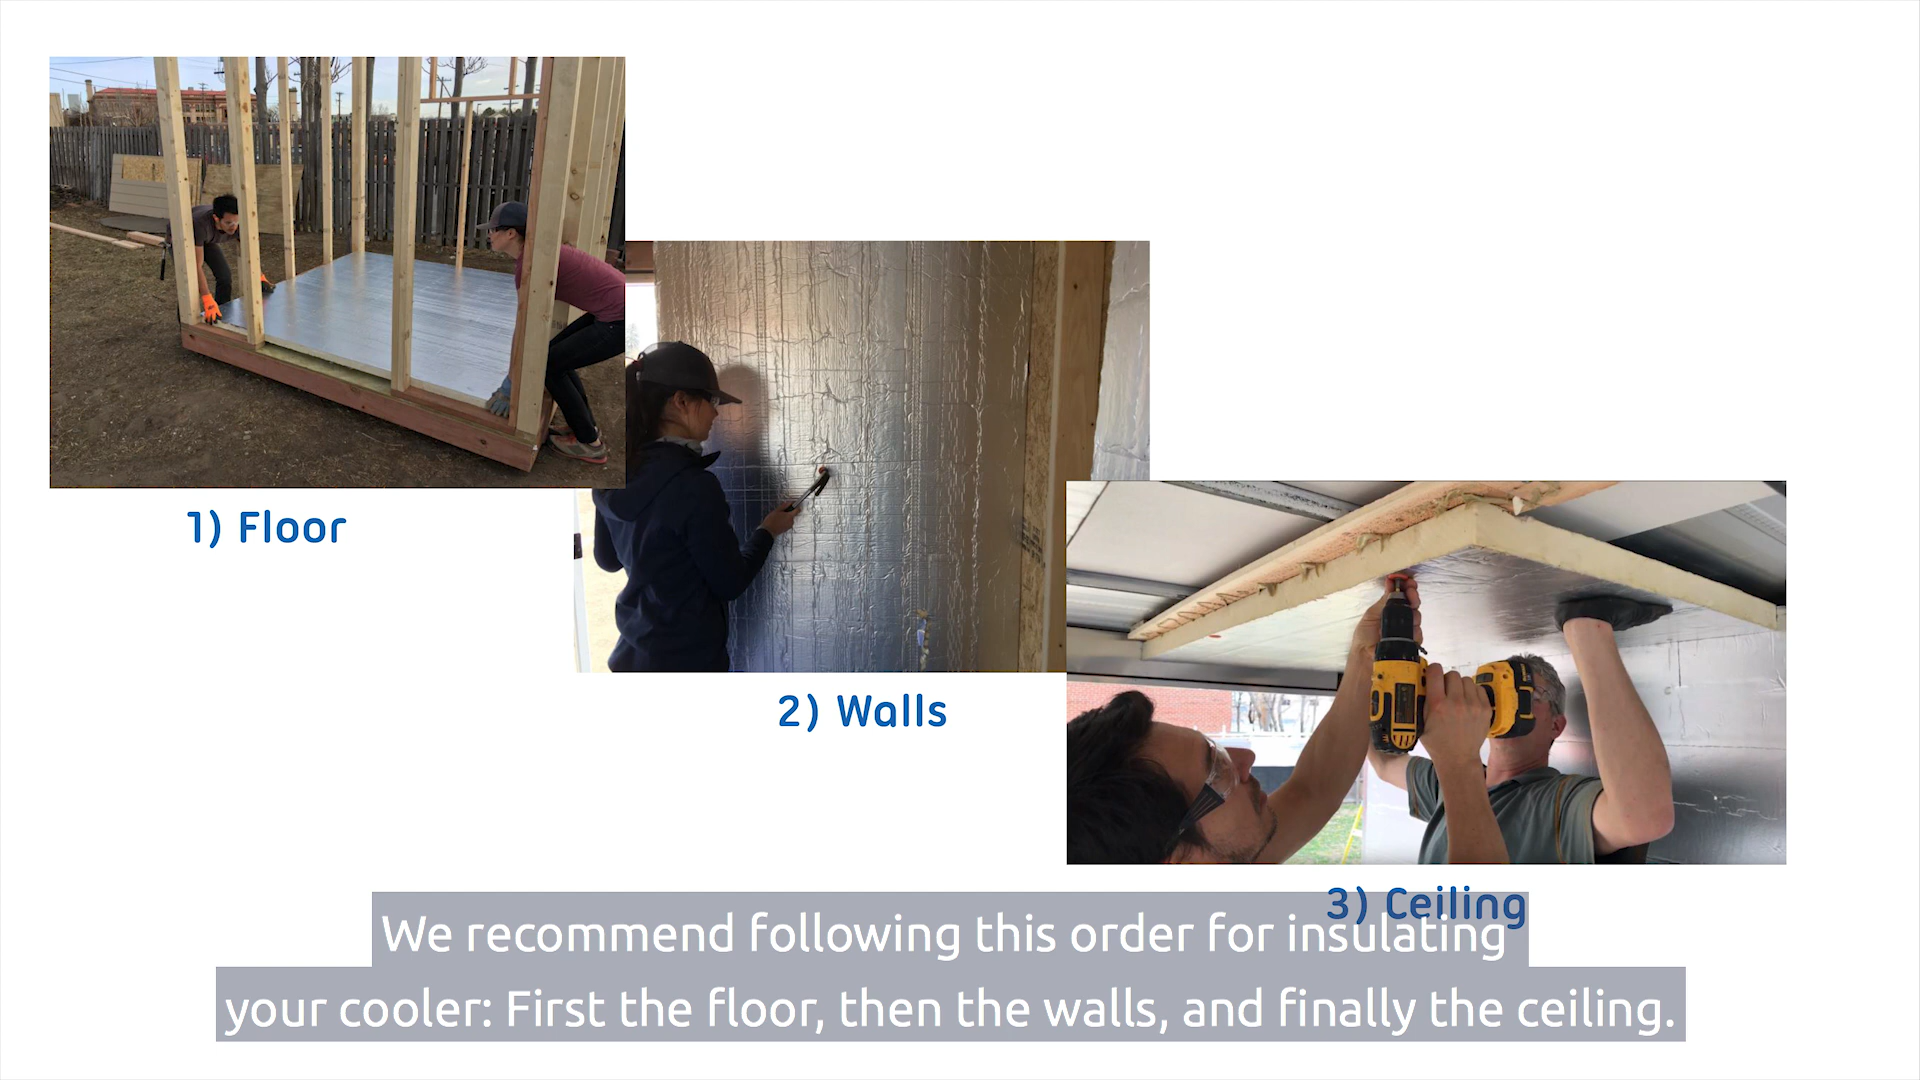 1) Floor
2) Walls
3) Ceiling
We recommend following this order for insulating
your cooler: First the floor, then the walls, and finally the ceiling.